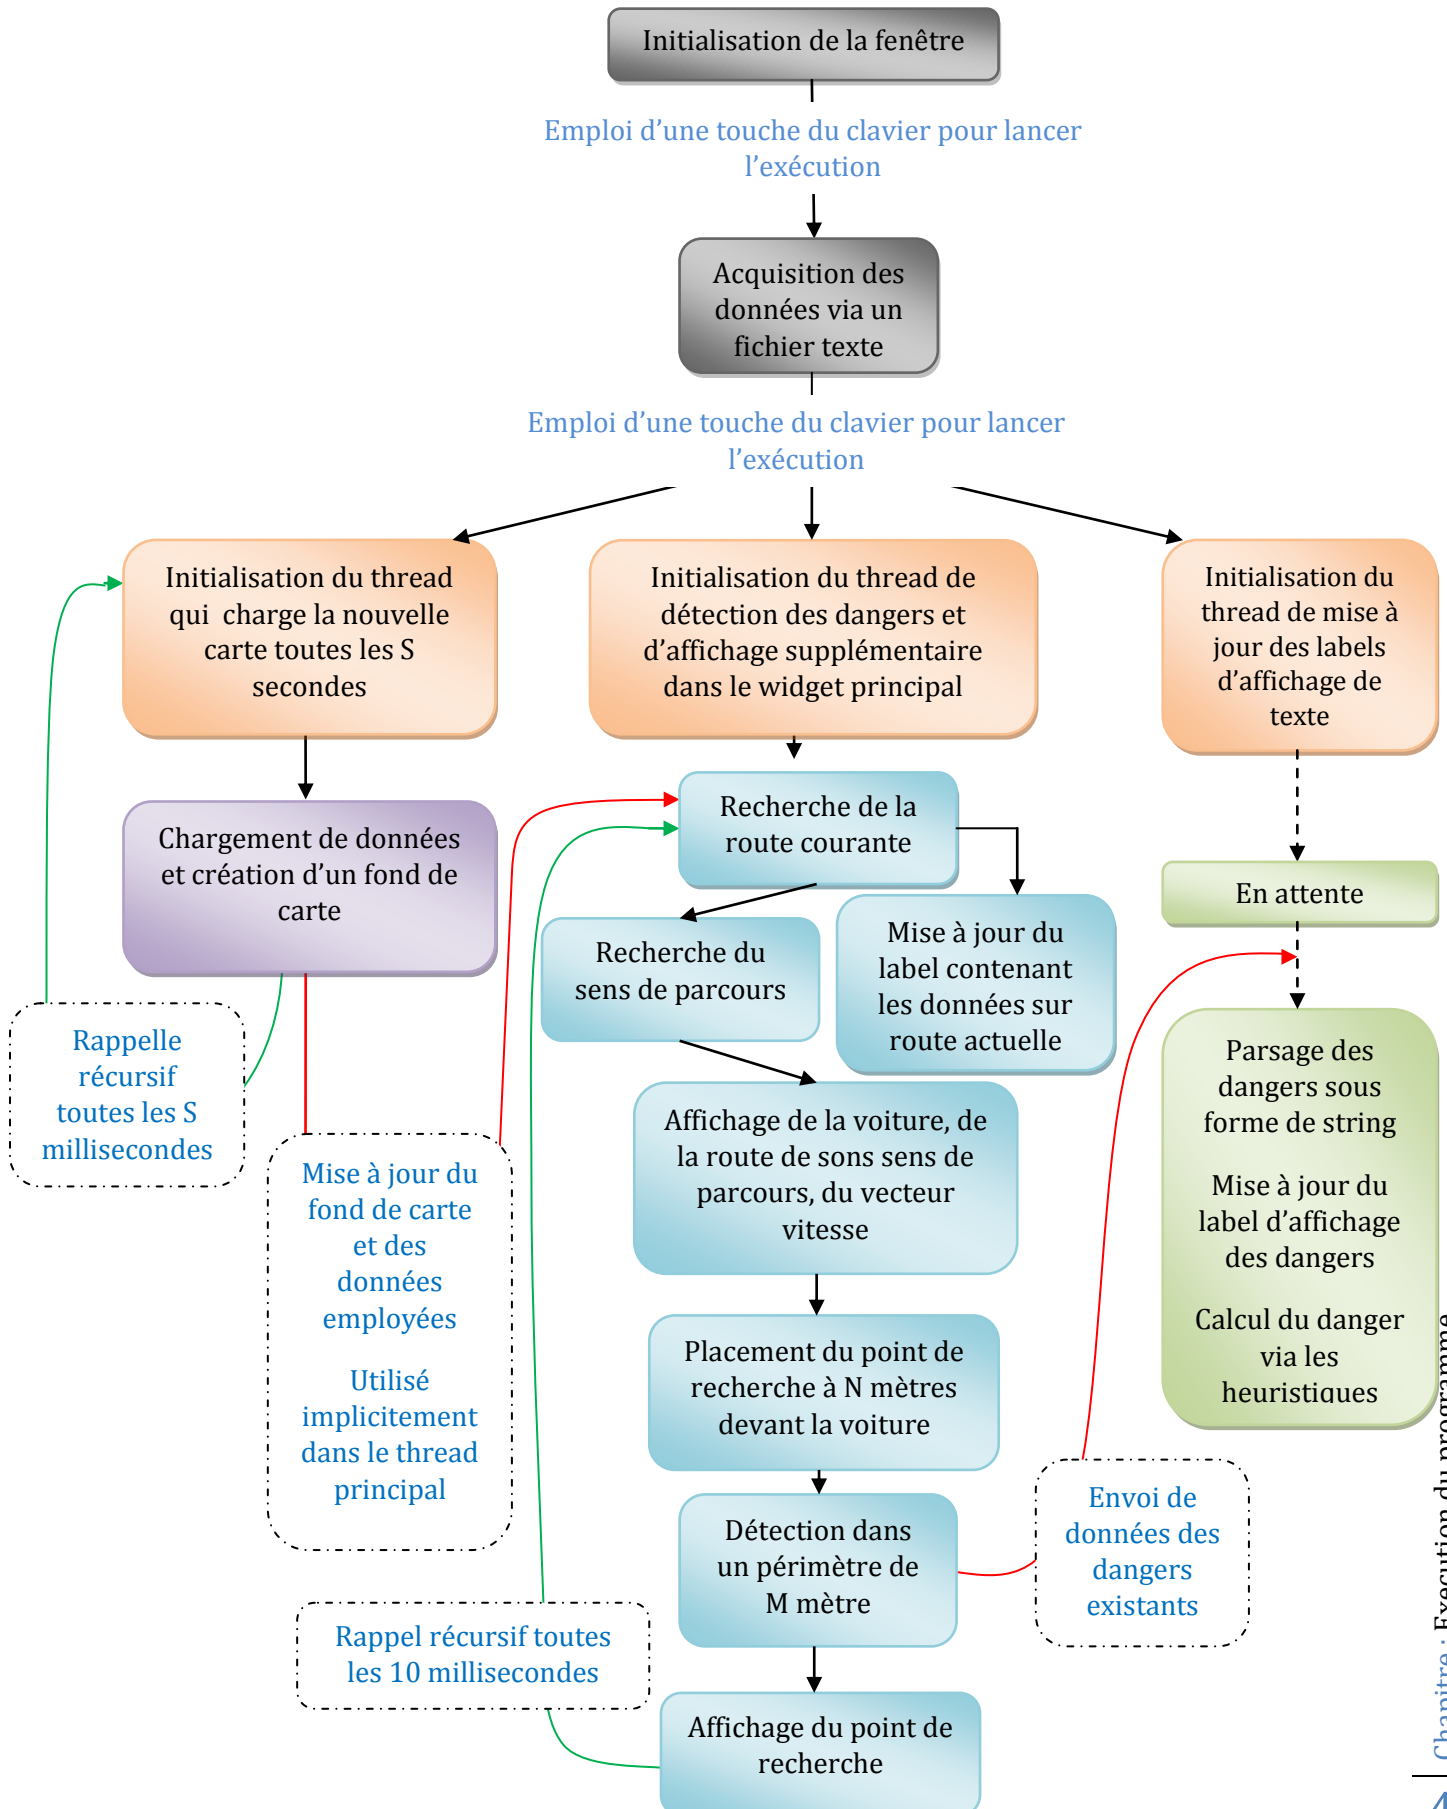 Initialisation de la fenêtre
Emploi d’une touche du clavier pour lancer
l’exécution
Acquisition des
données via un
fichier texte
Emploi d’une touche du clavier pour lancer
l’exécution
Initialisation du thread
qui charge la nouvelle
carte toutes les S
secondes
Initialisation du thread de
détection des dangers et
d’affichage supplémentaire
dans le widget principal
Initialisation du
thread de mise à
jour des labels
d’affichage de
texte
Chargement de données
et création d’un fond de
carte
Recherche de la
route courante
En attente
Recherche du
sens de parcours
Mise à jour du
label contenant
les données sur
route actuelle
Rappelle
récursif
toutes les S
millisecondes
Parsage des
dangers sous
forme de string
Mise à jour du
label d’affichage
des dangers
Calcul du danger
via les
heuristiques
Affichage de la voiture, de
la route de sons sens de
parcours, du vecteur
vitesse
Mise à jour du
fond de carte
et des
données
employées
Utilisé
implicitement
dans le thread
principal
Placement du point de
recherche à N mètres
devant la voiture
Détection dans
un périmètre de
M mètre
Envoi de
données des
dangers
existants
Rappel récursif toutes
les 10 millisecondes
Affichage du point de
recherche
Chapitre : Execution du programme